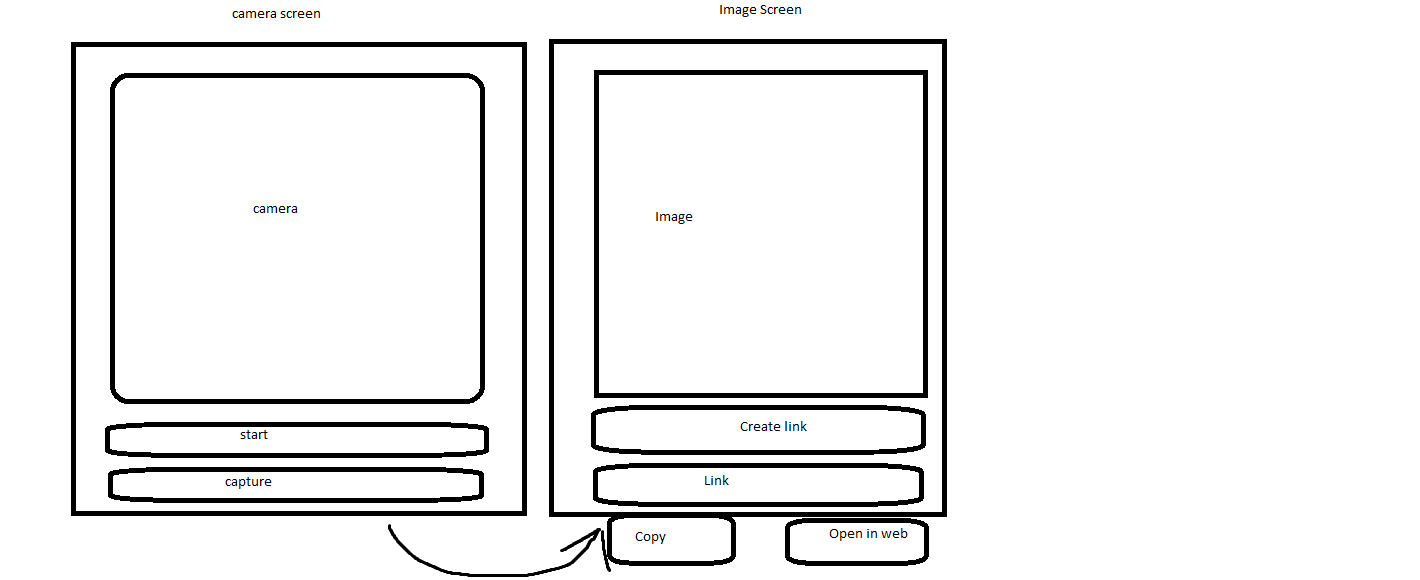 camera screen
Image Screen
camera
Image
start
capture
Create link
Link
Copy
Open in web